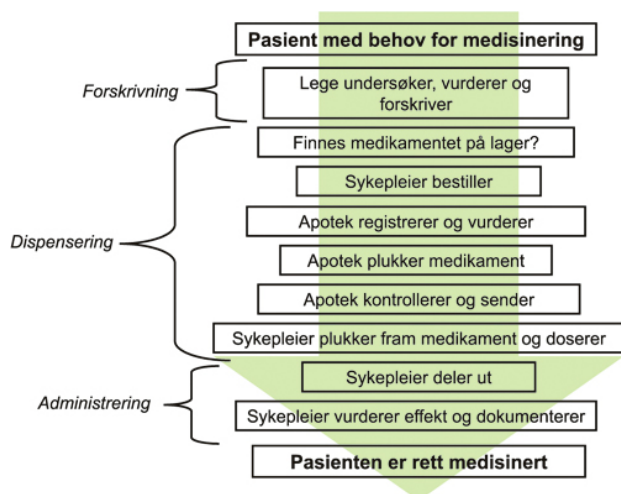 Pasient med behov for medisinering
Forskrivning
Lege undersøker, vurderer og
forskriver
Finnes medikamentet på lager?
Sykepleier bestiller
Apotek registrerer og vurderer
Dispensering
Apotek plukker medikament
Apotek kontrollerer og sender
Sykepleier plukker fram medikament og doserer
Sykepleier deler ut
Administrering
Sykepleier vurderer effekt og dokumenterer
Pasienten er rett medisinert